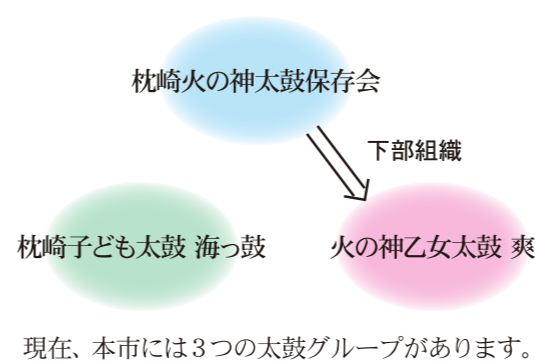 枕崎火の神太鼓保存会
下部組織
枕崎子ども太鼓 海っ鼓
火の神乙女太鼓 爽
現在、本市には３つの太鼓グループがあります。